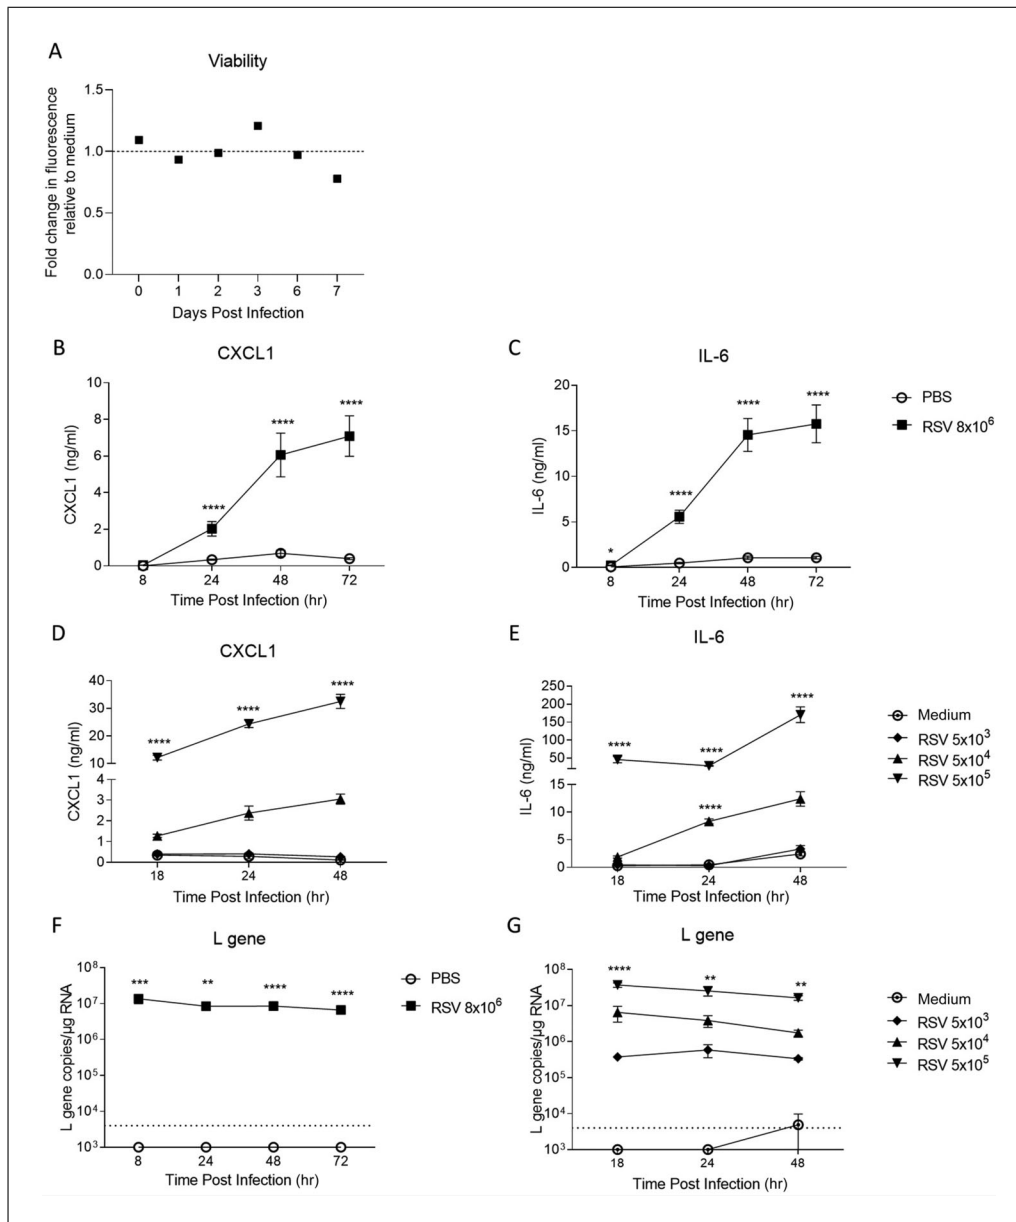 A
Viability
Fold change in fluorescence
relative to medium
1.5
1.0
0.5
0.0
0 1 2 3 6 7
Days Post Infection
B
CXCL1
CXCL1 (ng/ml)
10
8
6
4
2
0
****
****
****
8 24 48 72
Time Post Infection (hr)
C
IL-6
IL-6 (ng/ml)
20
15
10
5
0
*
****
****
****
8 24 48 72
Time Post Infection (hr)
PBS
RSV 8x10⁶
D
CXCL1
CXCL1 (ng/ml)
40
30
20
10
4
3
2
1
0
****
****
****
18 24 48
Time Post Infection (hr)
E
IL-6
IL-6 (ng/ml)
250
200
150
100
50
15
10
5
0
****
****
****
****
18 24 48
Time Post Infection (hr)
Medium
RSV 5x10³
RSV 5x10⁴
RSV 5x10⁵
F
L gene
L gene copies/µg RNA
10⁸
10⁷
10⁶
10⁵
10⁴
10³
***
**
****
****
8 24 48 72
Time Post Infection (hr)
PBS
RSV 8x10⁶
G
L gene
L gene copies/µg RNA
10⁸
10⁷
10⁶
10⁵
10⁴
10³
****
**
**
18 24 48
Time Post Infection (hr)
Medium
RSV 5x10³
RSV 5x10⁴
RSV 5x10⁵